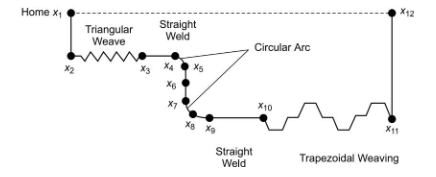 Home x1
x12
Triangular
Weave
Straight
Weld
Circular Arc
x2
x3
x4
x5
x6
x7
x8
x9
x10
x11
Straight
Weld
Trapezoidal Weaving